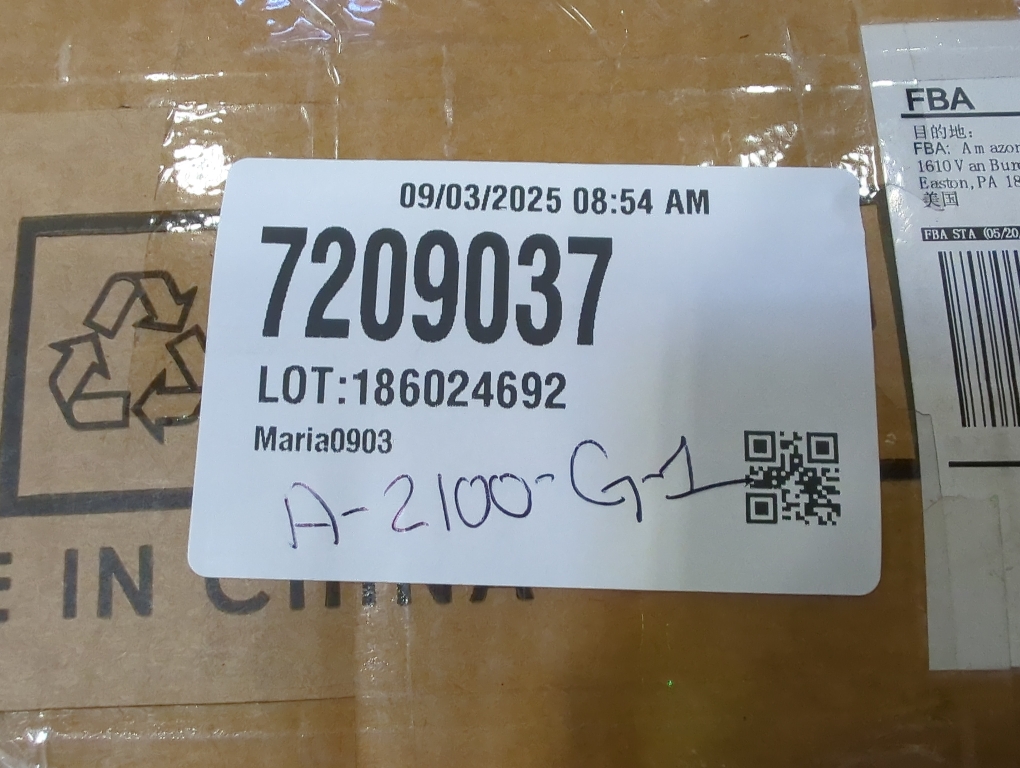 09/03/2025 08:54 AM
7209037
LOT:186024692
Maria0903
A-2100-G-1
FBA
目的地:
FBA: Amazon
1610 Van Bur
Easton, PA 18
美国
FBA STA (05/20
E IN CHINA